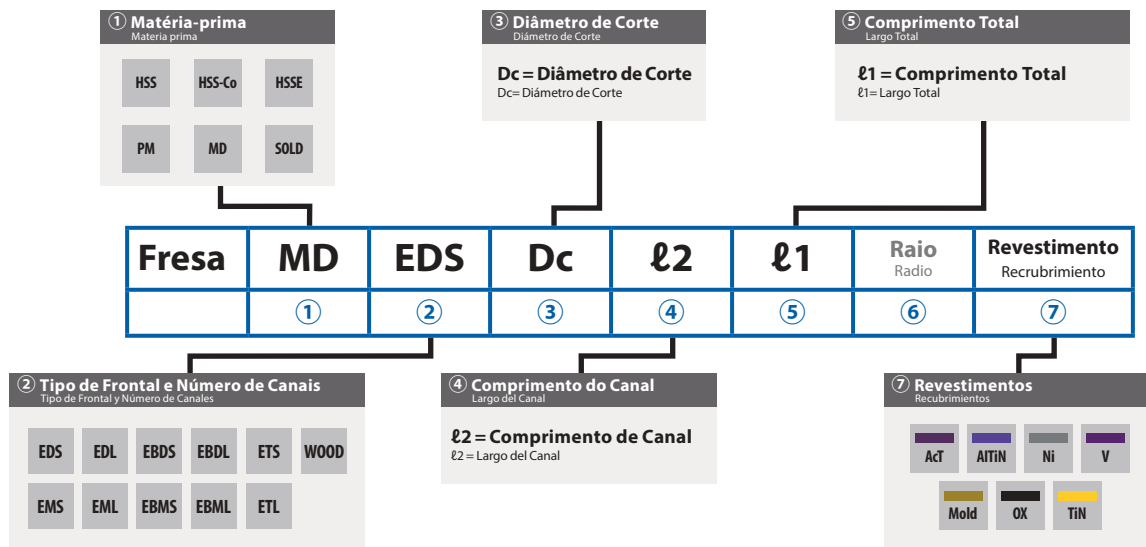 ① Matéria-prima
Materia prima
HSS HSS-Co HSSE
PM MD SOLD
③ Diâmetro de Corte
Diámetro de Corte
Dc = Diâmetro de Corte
Dc= Diámetro de Corte
⑤ Comprimento Total
Largo Total
ℓ1 = Comprimento Total
ℓ1= Largo Total
Fresa MD EDS Dc ℓ2 ℓ1 Raio Revestimento
Radio Recrubrimiento
① ② ③ ④ ⑤ ⑥ ⑦
② Tipo de Frontal e Número de Canais
Tipo de Frontal y Número de Canales
EDS EDL EBDS EBDL ETS WOOD
EMS EML EBMS EBML ETL
④ Comprimento do Canal
Largo del Canal
ℓ2 = Comprimento de Canal
ℓ2 = Largo del Canal
⑦ Revestimentos
Recubrimientos
AcT AlTiN Ni V
Mold OX TiN